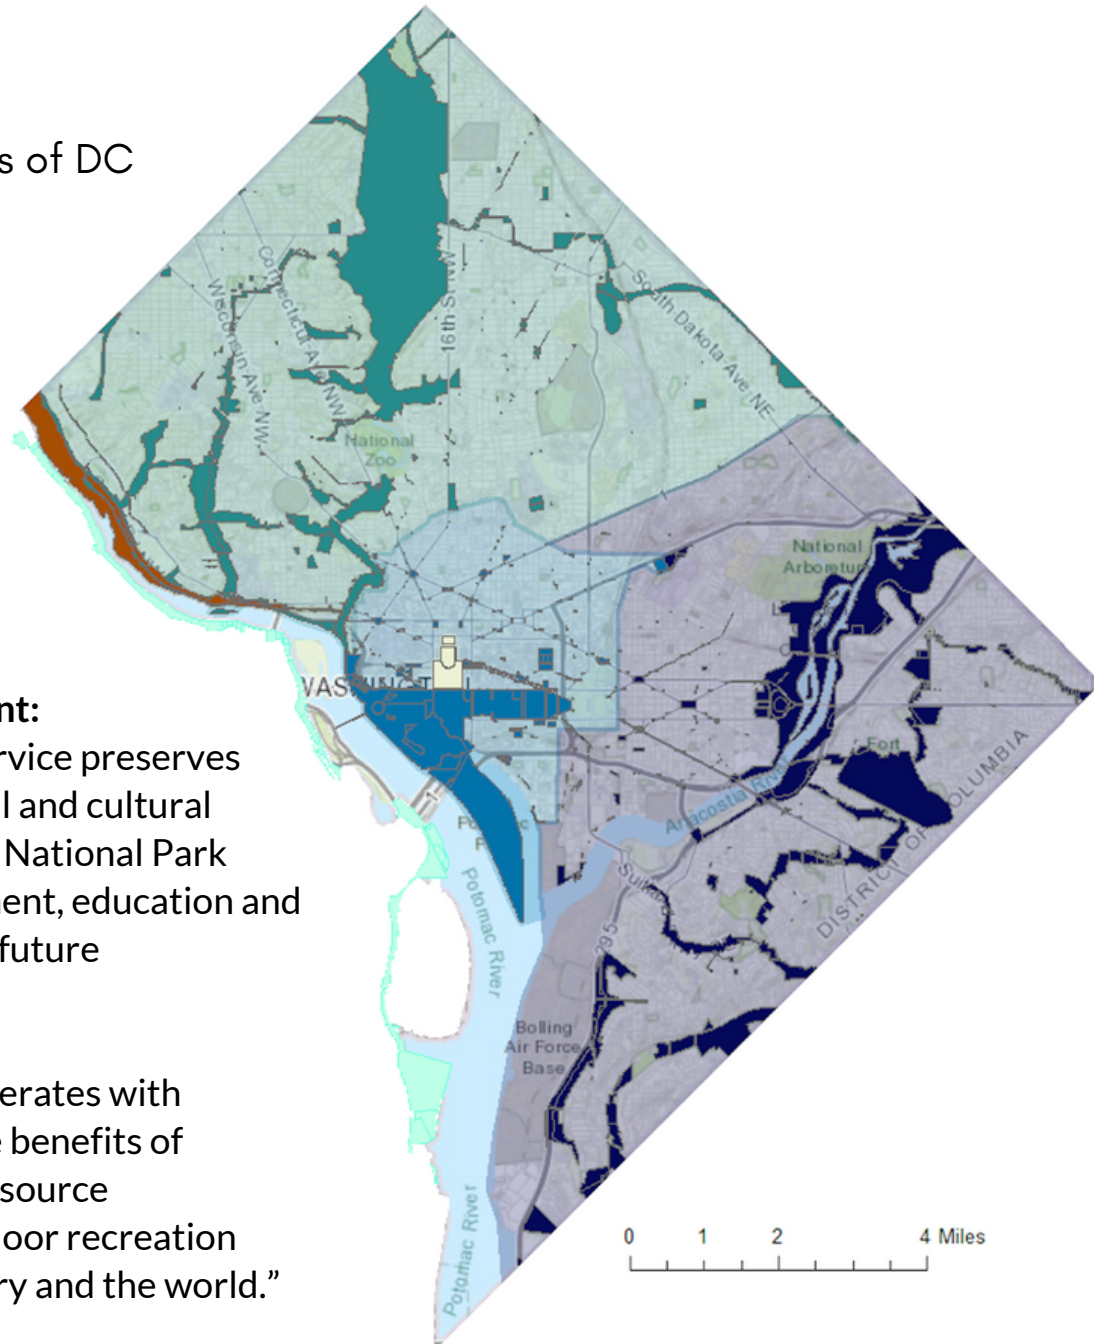 s of DC
nt:
rvice preserves
l and cultural
National Park
nent, education and
future
erates with
e benefits of
source
oor recreation
ry and the world.”
Connecticut Ave NW
Wisconsin Ave NW
16th St NW
South Dakota Ave NE
National
Zoo
National
Arboretum
WASHINGT
Fort
Anacostia River
DISTRICT OF COLUMBIA
1
Potomac River
295
Bolling
Air Force
Base
Potomac River
0 1 2 4 Miles